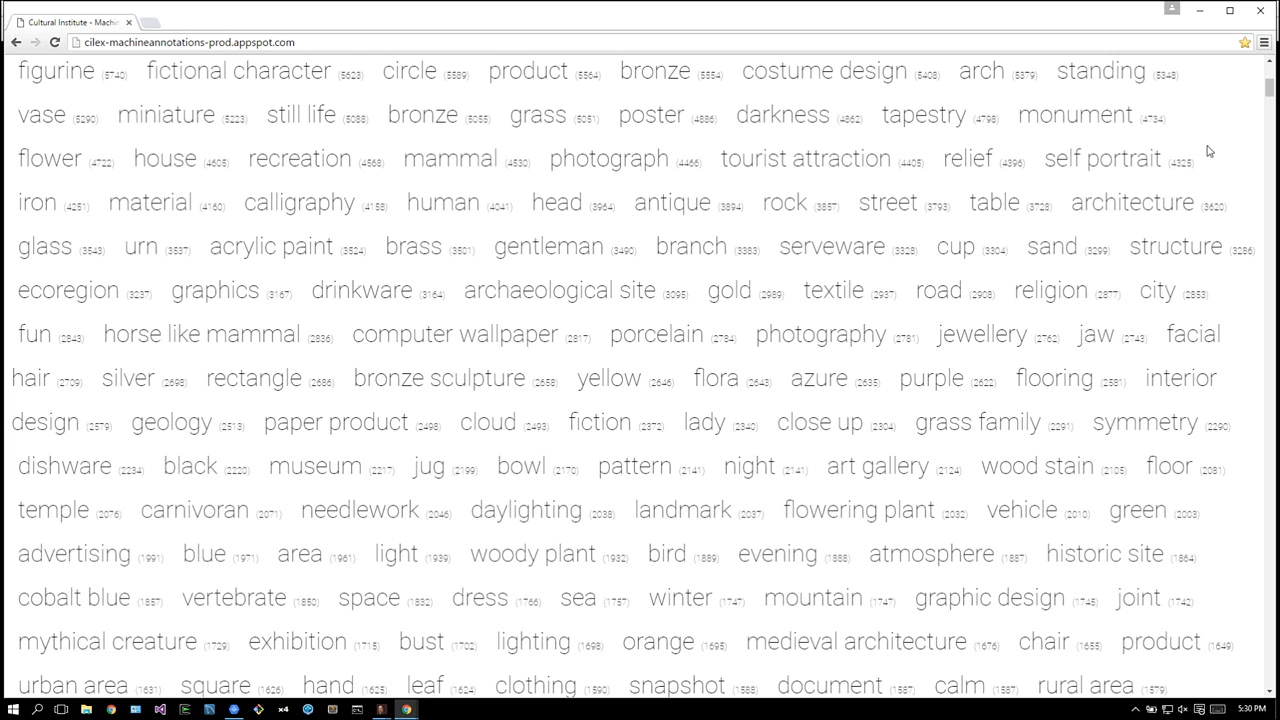 Cultural Institute - Machin
cilex-machineannotations-prod.appspot.com
figurine (5740) fictional character (5623) circle (5589) product (5564) bronze (5554) costume design (5408) arch (5379) standing (5348)
vase (5290) miniature (5223) still life (5088) bronze (5055) grass (5051) poster (4886) darkness (4862) tapestry (4798) monument (4734)
flower (4722) house (4605) recreation (4568) mammal (4530) photograph (4466) tourist attraction (4405) relief (4396) self portrait (4325)
iron (4251) material (4160) calligraphy (4158) human (4041) head (3964) antique (3894) rock (3857) street (3793) table (3728) architecture (3620)
glass (3543) urn (3537) acrylic paint (3524) brass (3501) gentleman (3490) branch (3383) serveware (3328) cup (3304) sand (3299) structure (3286)
ecoregion (3237) graphics (3167) drinkware (3164) archaeological site (3095) gold (2989) textile (2937) road (2908) religion (2877) city (2853)
fun (2843) horse like mammal (2836) computer wallpaper (2817) porcelain (2784) photography (2781) jewellery (2762) jaw (2743) facial
hair (2709) silver (2698) rectangle (2686) bronze sculpture (2658) yellow (2646) flora (2643) azure (2635) purple (2622) flooring (2581) interior
design (2579) geology (2513) paper product (2498) cloud (2493) fiction (2372) lady (2340) close up (2304) grass family (2291) symmetry (2290)
dishware (2234) black (2220) museum (2217) jug (2199) bowl (2170) pattern (2141) night (2141) art gallery (2124) wood stain (2105) floor (2081)
temple (2076) carnivoran (2071) needlework (2046) daylighting (2038) landmark (2037) flowering plant (2032) vehicle (2010) green (2003)
advertising (1991) blue (1971) area (1961) light (1939) woody plant (1932) bird (1889) evening (1888) atmosphere (1887) historic site (1864)
cobalt blue (1857) vertebrate (1850) space (1832) dress (1766) sea (1757) winter (1747) mountain (1747) graphic design (1745) joint (1742)
mythical creature (1729) exhibition (1715) bust (1702) lighting (1698) orange (1695) medieval architecture (1676) chair (1655) product (1649)
urban area (1631) square (1626) hand (1625) leaf (1624) clothing (1590) snapshot (1588) document (1587) calm (1587) rural area (1579)
x4 5:30 PM